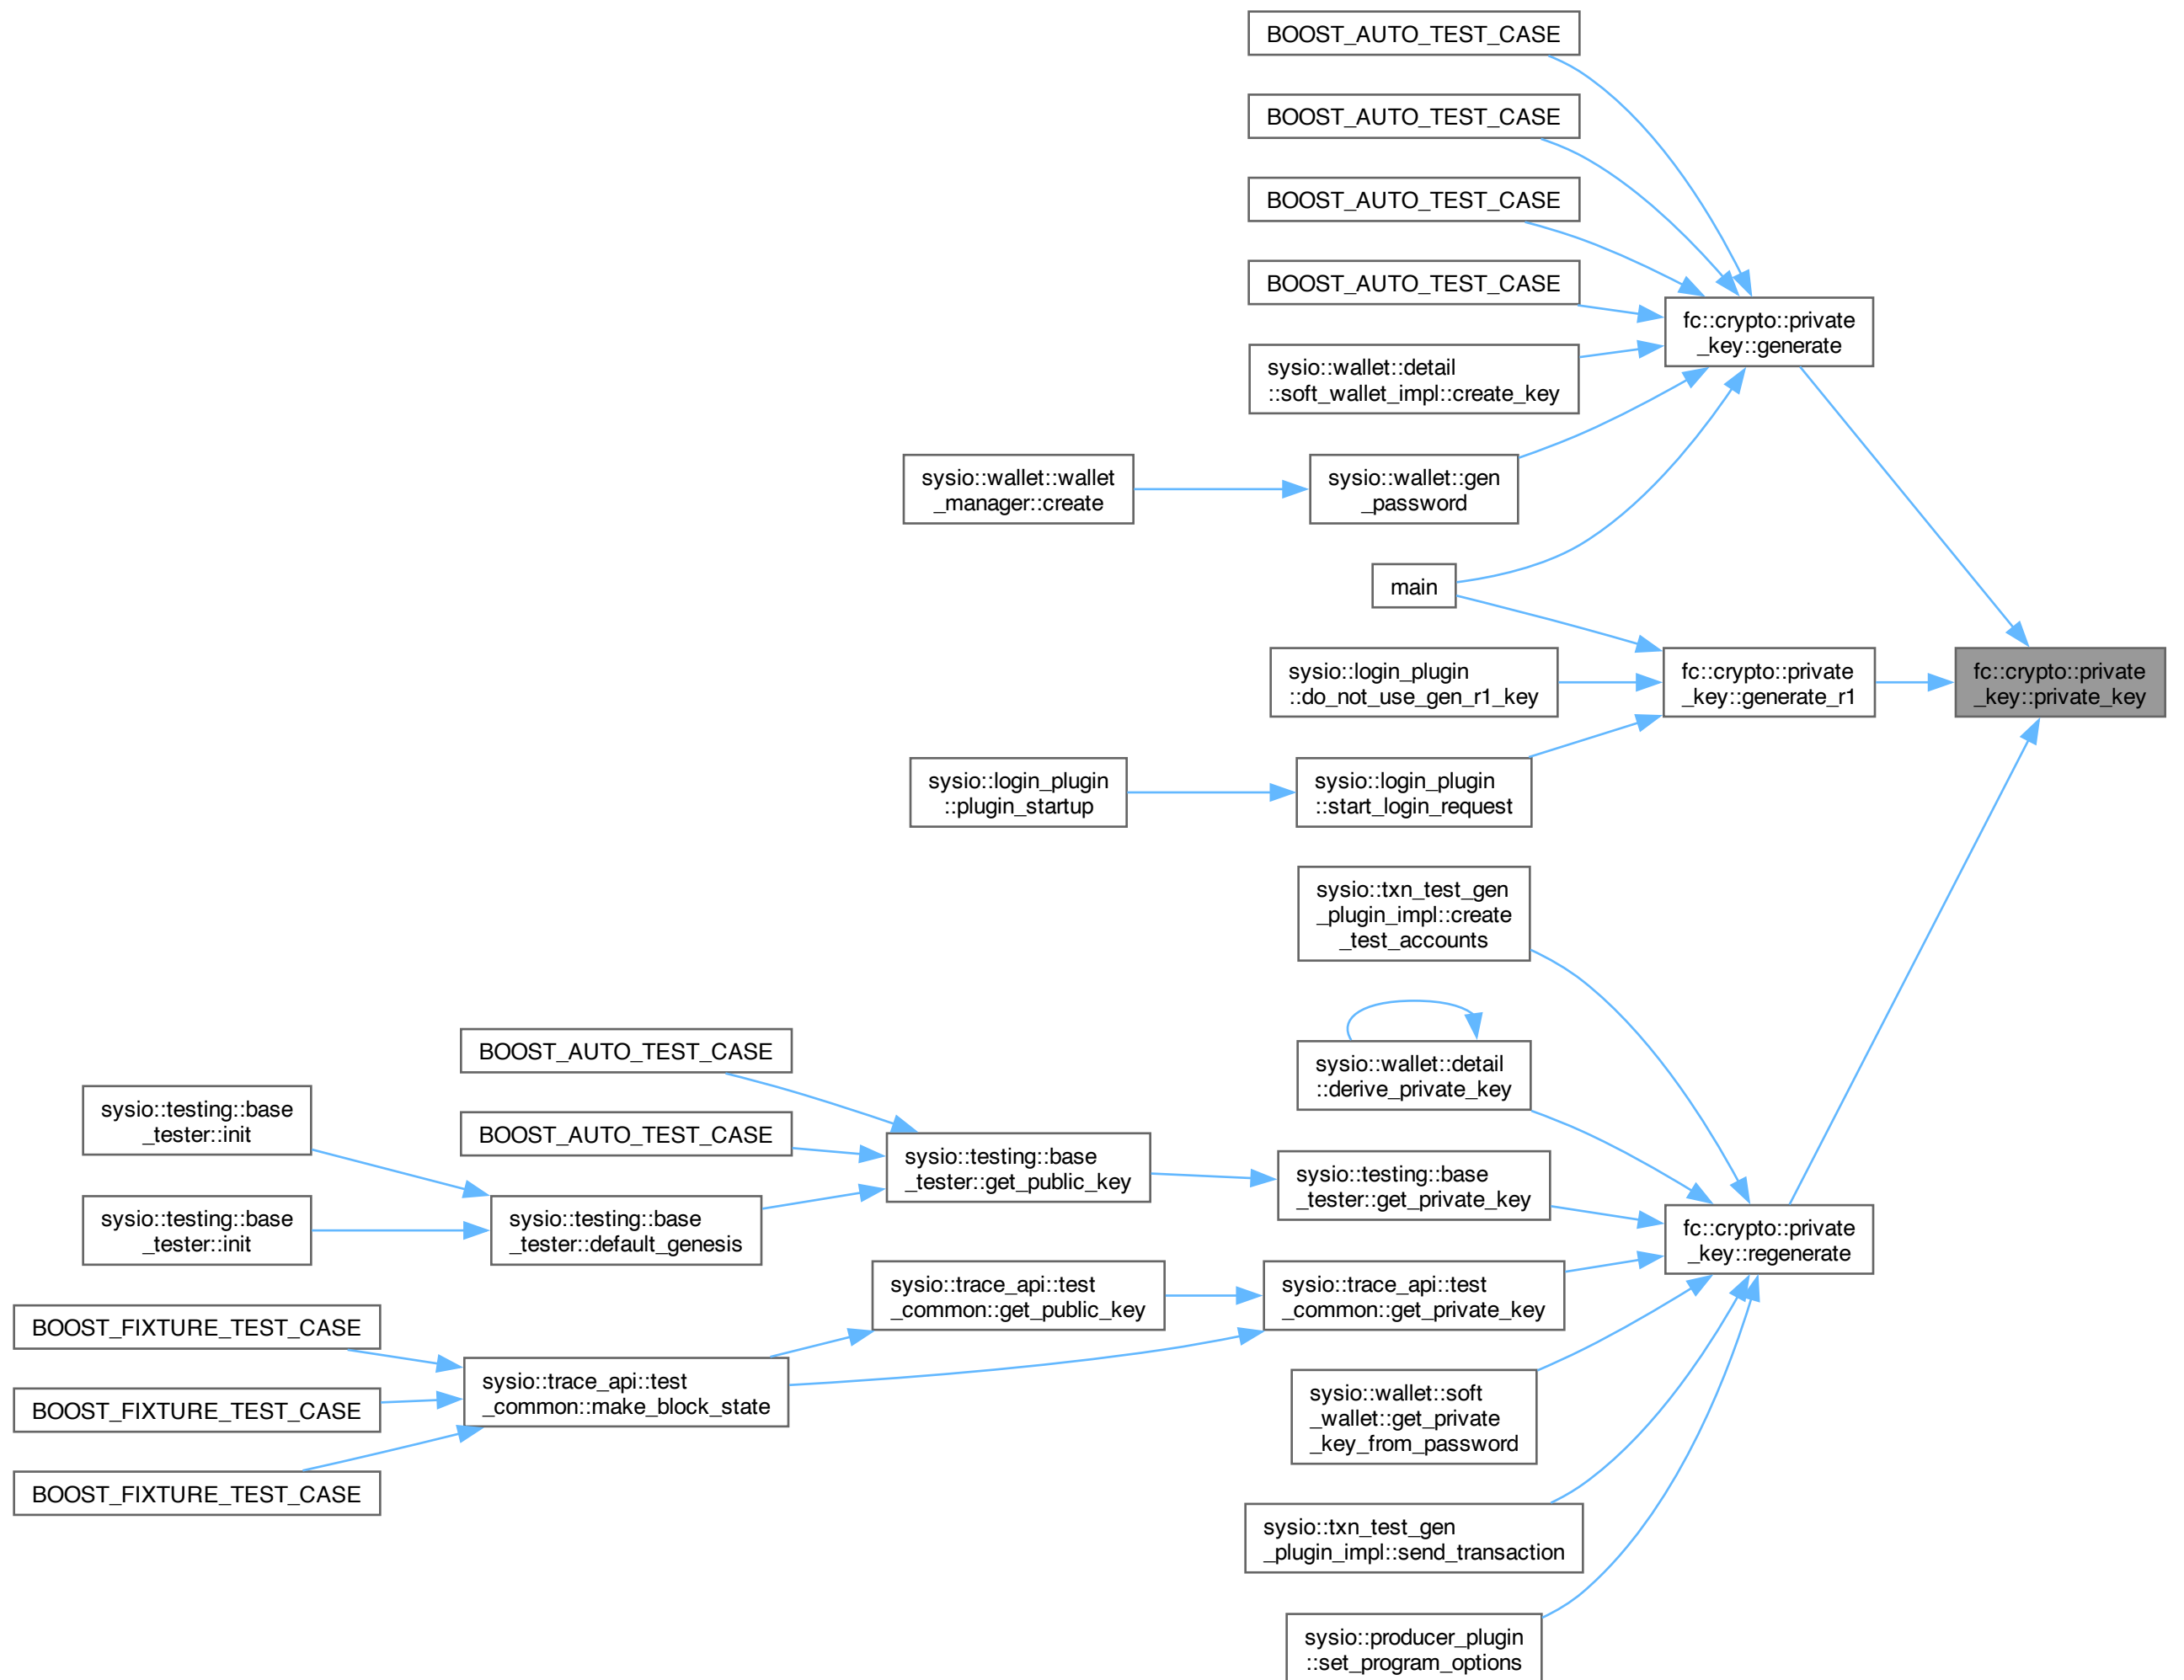 BOOST_AUTO_TEST_CASE
BOOST_AUTO_TEST_CASE
BOOST_AUTO_TEST_CASE
BOOST_AUTO_TEST_CASE
fc::crypto::private
_key::generate
sysio::wallet::detail
::soft_wallet_impl::create_key
sysio::wallet::wallet
_manager::create
sysio::wallet::gen
_password
main
sysio::login_plugin
::do_not_use_gen_r1_key
fc::crypto::private
_key::generate_r1
fc::crypto::private
_key::private_key
sysio::login_plugin
::plugin_startup
sysio::login_plugin
::start_login_request
sysio::txn_test_gen
_plugin_impl::create
_test_accounts
sysio::wallet::detail
::derive_private_key
BOOST_AUTO_TEST_CASE
sysio::testing::base
_tester::init
BOOST_AUTO_TEST_CASE
sysio::testing::base
_tester::get_public_key
sysio::testing::base
_tester::get_private_key
sysio::testing::base
_tester::init
sysio::testing::base
_tester::default_genesis
fc::crypto::private
_key::regenerate
sysio::trace_api::test
_common::get_public_key
sysio::trace_api::test
_common::get_private_key
BOOST_FIXTURE_TEST_CASE
sysio::trace_api::test
_common::make_block_state
BOOST_FIXTURE_TEST_CASE
sysio::wallet::soft
_wallet::get_private
_key_from_password
BOOST_FIXTURE_TEST_CASE
sysio::txn_test_gen
_plugin_impl::send_transaction
sysio::producer_plugin
::set_program_options